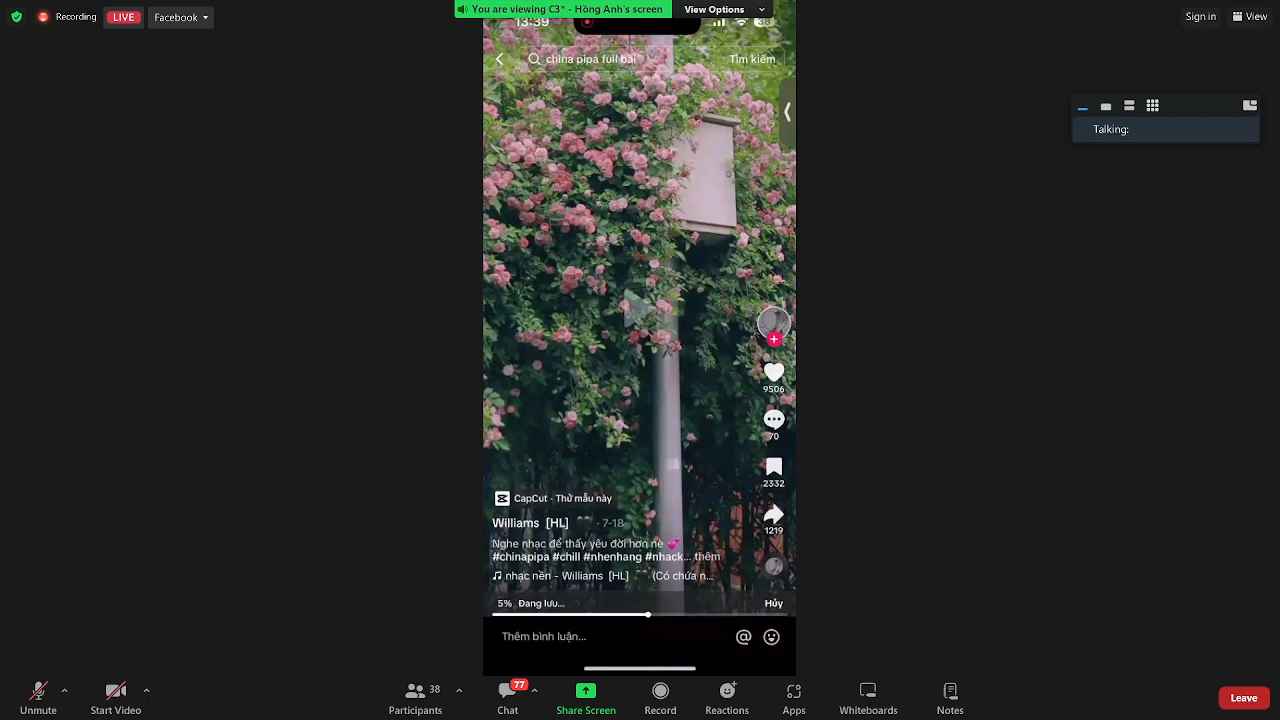 You are viewing C3* - Hồng Anh's screen
View Options
Recording
LIVE
Facebook
Sign in
View
13:39
38
china pipa full bài
Tìm kiếm
Talking:
9506
70
2332
1219
CapCut · Thử mẫu này
Williams [HL] · 7-18
Nghe nhạc để thấy yêu đời hơn nè 💕
#chinapipa #chill #nhenhang #nhack... thêm
nhạc nền - Williams [HL] (Có chứa n...
5% Đang lưu...
Hủy
Thêm bình luận...
Unmute
Start Video
38
Participants
77
Chat
Share Screen
Record
Reactions
Apps
Whiteboards
Notes
Leave